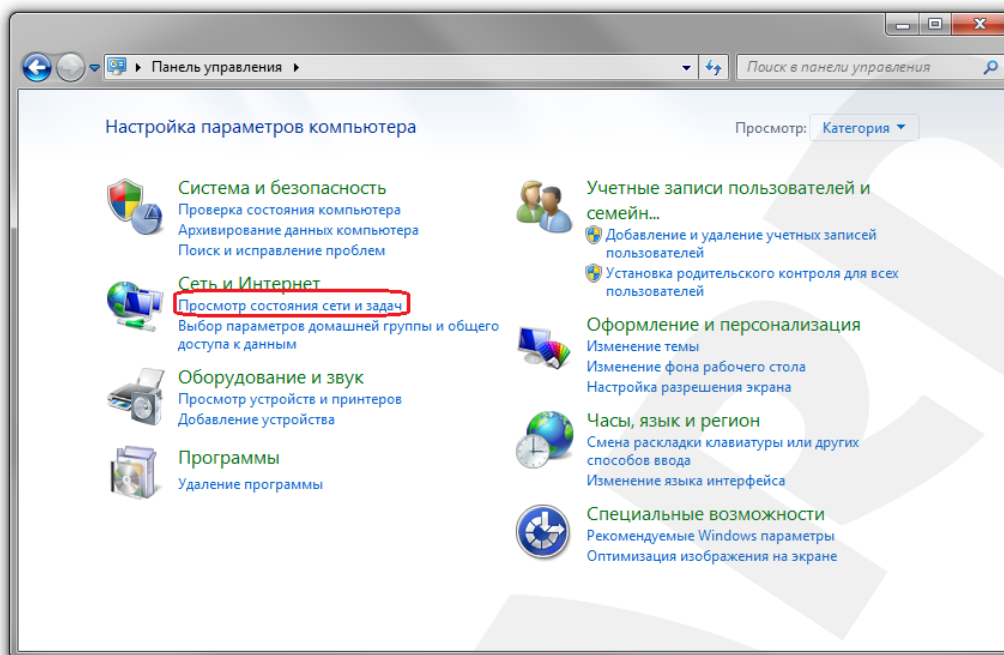 Панель управления
Поиск в панели управления
Настройка параметров компьютера
Просмотр: Категория
Система и безопасность
Проверка состояния компьютера
Архивирование данных компьютера
Поиск и исправление проблем
Сеть и Интернет
Просмотр состояния сети и задач
Выбор параметров домашней группы и общего
доступа к данным
Оборудование и звук
Просмотр устройств и принтеров
Добавление устройства
Программы
Удаление программы
Учетные записи пользователей и
семейн...
Добавление и удаление учетных записей
пользователей
Установка родительского контроля для всех
пользователей
Оформление и персонализация
Изменение темы
Изменение фона рабочего стола
Настройка разрешения экрана
Часы, язык и регион
Смена раскладки клавиатуры или других
способов ввода
Изменение языка интерфейса
Специальные возможности
Рекомендуемые Windows параметры
Оптимизация изображения на экране